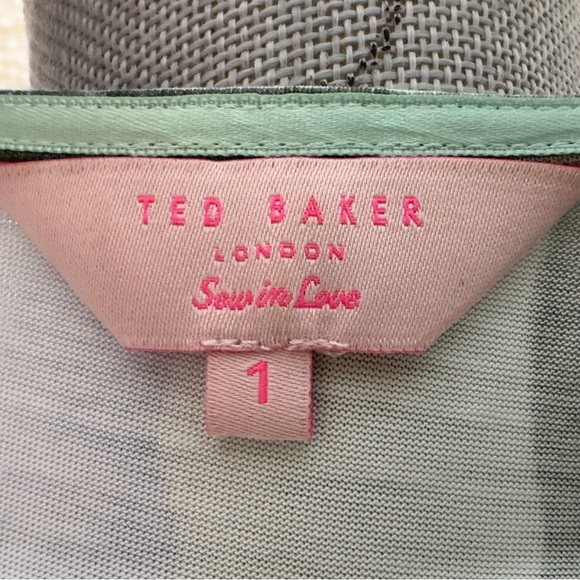 TED BAKER
LONDON
Sew in Love
1